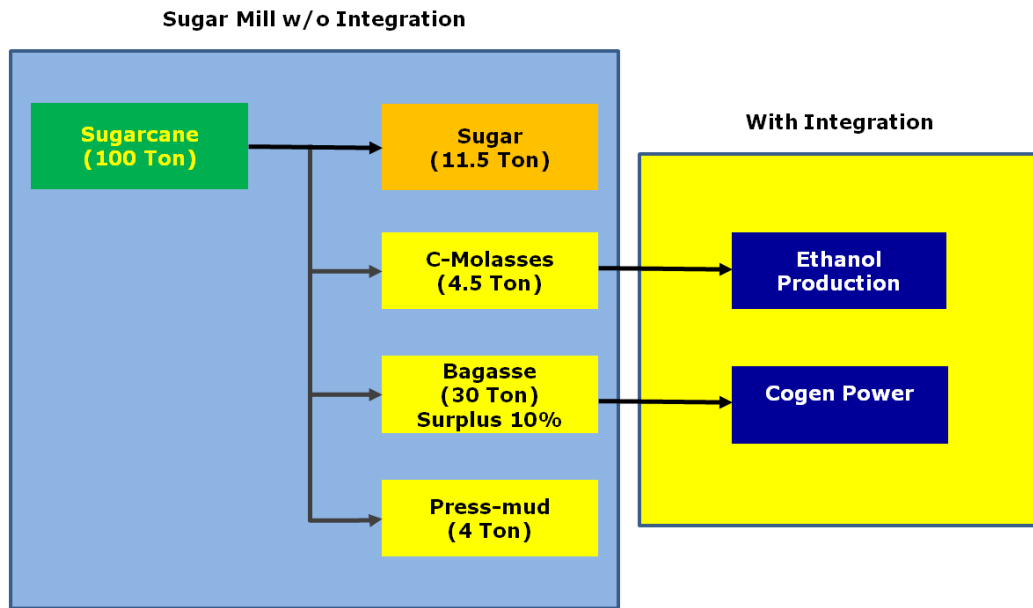 Sugar Mill w/o Integration
Sugarcane
(100 Ton)
Sugar
(11.5 Ton)
C-Molasses
(4.5 Ton)
Bagasse
(30 Ton)
Surplus 10%
Press-mud
(4 Ton)
With Integration
Ethanol
Production
Cogen Power